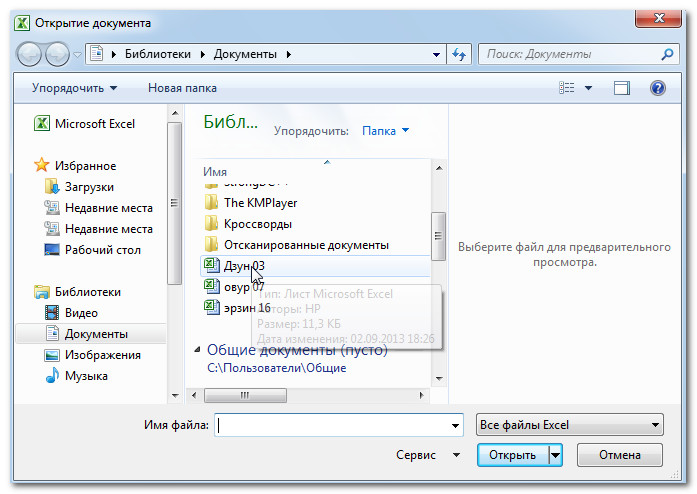 Открытие документа
Библиотеки Документы
Поиск: Документы
Упорядочить Новая папка
Microsoft Excel
Избранное
Загрузки
Недавние места
Недавние места
Рабочий стол
Библиотеки
Видео
Документы
Изображения
Музыка
Библ...
Упорядочить: Папка
Имя
StrongDC++
The KMPlayer
Кроссворды
Отсканированные документы
Дзун 03
овур 07
эрзин 16
Тип: Лист Microsoft Excel
Авторы: HP
Размер: 11,3 КБ
Дата изменения: 02.09.2013 18:26
Общие документы (пусто)
C:\Пользователи\Общие
Выберите файл для предварительного
просмотра.
Имя файла:
Все файлы Excel
Сервис
Открыть
Отмена